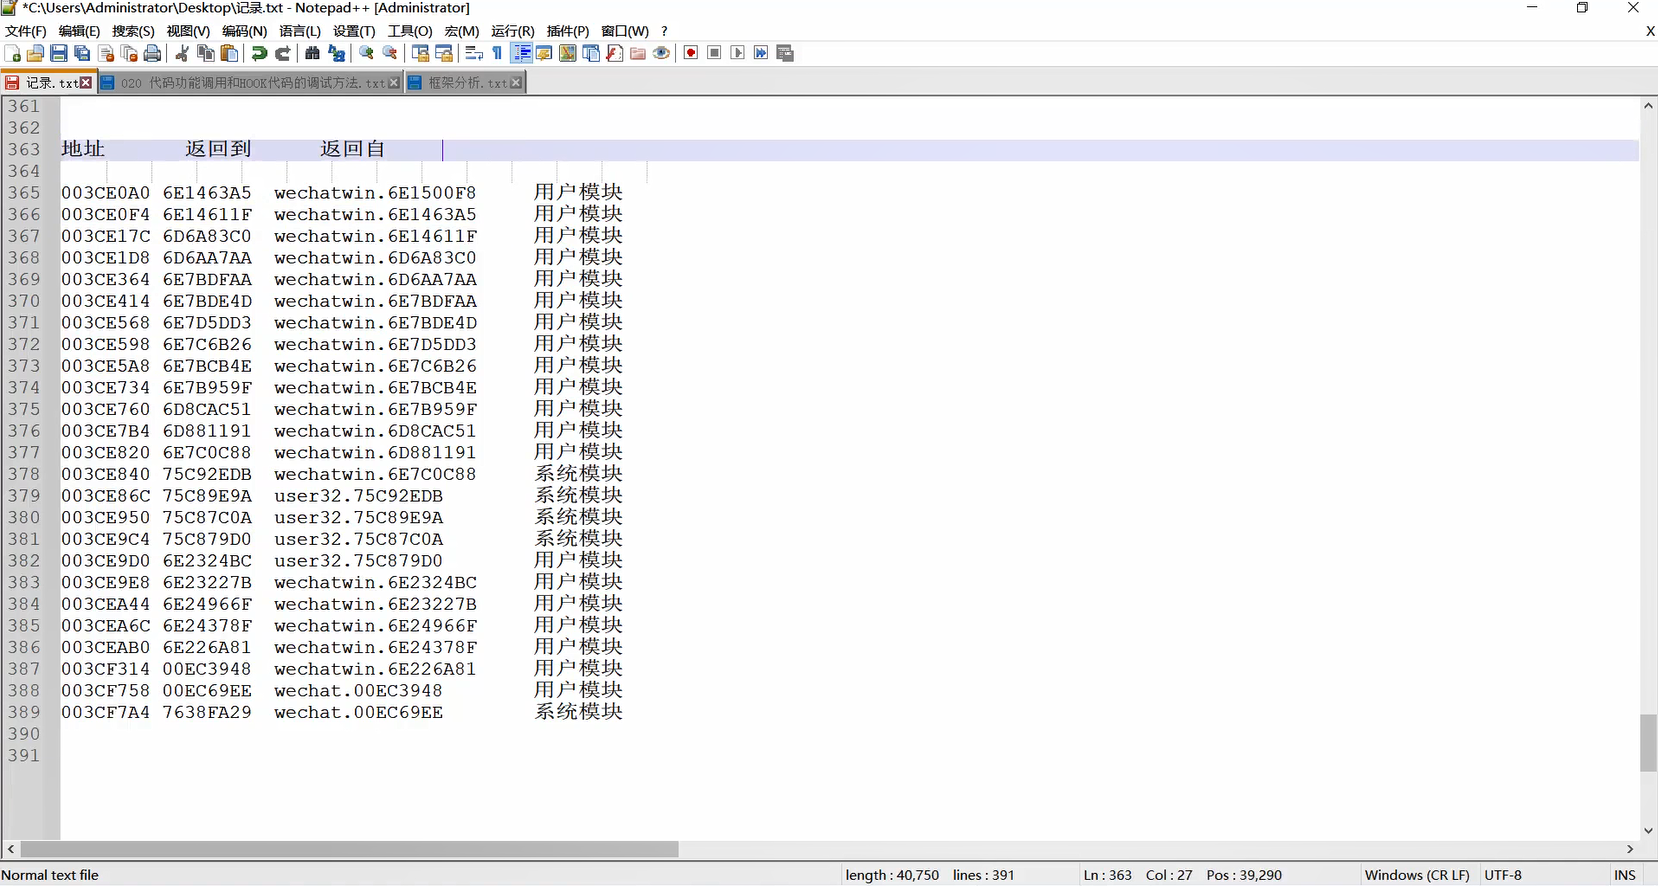 *C:\Users\Administrator\Desktop\记录.txt - Notepad++ [Administrator]
文件(F) 编辑(E) 搜索(S) 视图(V) 编码(N) 语言(L) 设置(T) 工具(O) 宏(M) 运行(R) 插件(P) 窗口(W) ? X
记录.txt 020 代码功能调用和HOOK代码的调试方法.txt 框架分析.txt
361
362
363 地址 返回到 返回自
364
365 003CE0A0 6E1463A5 wechatwin.6E1500F8 用户模块
366 003CE0F4 6E14611F wechatwin.6E1463A5 用户模块
367 003CE17C 6D6A83C0 wechatwin.6E14611F 用户模块
368 003CE1D8 6D6AA7AA wechatwin.6D6A83C0 用户模块
369 003CE364 6E7BDFAA wechatwin.6D6AA7AA 用户模块
370 003CE414 6E7BDE4D wechatwin.6E7BDFAA 用户模块
371 003CE568 6E7D5DD3 wechatwin.6E7BDE4D 用户模块
372 003CE598 6E7C6B26 wechatwin.6E7D5DD3 用户模块
373 003CE5A8 6E7BCB4E wechatwin.6E7C6B26 用户模块
374 003CE734 6E7B959F wechatwin.6E7BCB4E 用户模块
375 003CE760 6D8CAC51 wechatwin.6E7B959F 用户模块
376 003CE7B4 6D881191 wechatwin.6D8CAC51 用户模块
377 003CE820 6E7C0C88 wechatwin.6D881191 用户模块
378 003CE840 75C92EDB wechatwin.6E7C0C88 系统模块
379 003CE86C 75C89E9A user32.75C92EDB 系统模块
380 003CE950 75C87C0A user32.75C89E9A 系统模块
381 003CE9C4 75C879D0 user32.75C87C0A 系统模块
382 003CE9D0 6E2324BC user32.75C879D0 用户模块
383 003CE9E8 6E23227B wechatwin.6E2324BC 用户模块
384 003CEA44 6E24966F wechatwin.6E23227B 用户模块
385 003CEA6C 6E24378F wechatwin.6E24966F 用户模块
386 003CEAB0 6E226A81 wechatwin.6E24378F 用户模块
387 003CF314 00EC3948 wechatwin.6E226A81 用户模块
388 003CF758 00EC69EE wechat.00EC3948 用户模块
389 003CF7A4 7638FA29 wechat.00EC69EE 系统模块
390
391
Normal text file length : 40,750 lines : 391 Ln : 363 Col : 27 Pos : 39,290 Windows (CR LF) UTF-8 INS